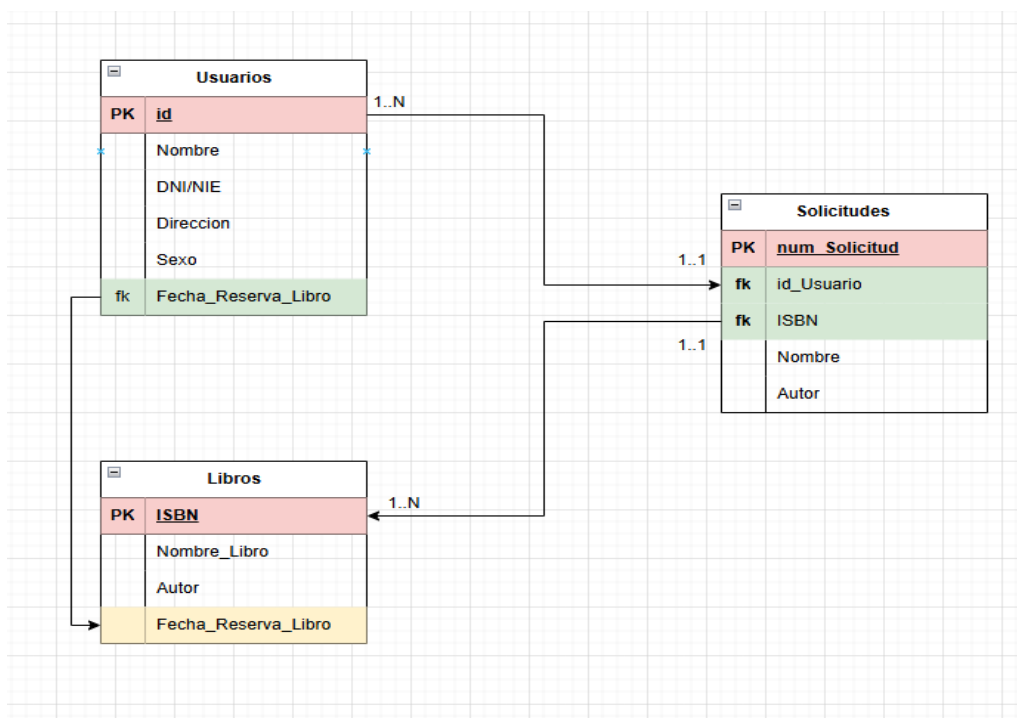 Usuarios
PK id
Nombre
DNI/NIE
Direccion
Sexo
fk Fecha_Reserva_Libro
1..N
Solicitudes
PK num_Solicitud
fk id_Usuario
fk ISBN
Nombre
Autor
1..1
1..1
Libros
PK ISBN
Nombre_Libro
Autor
Fecha_Reserva_Libro
1..N